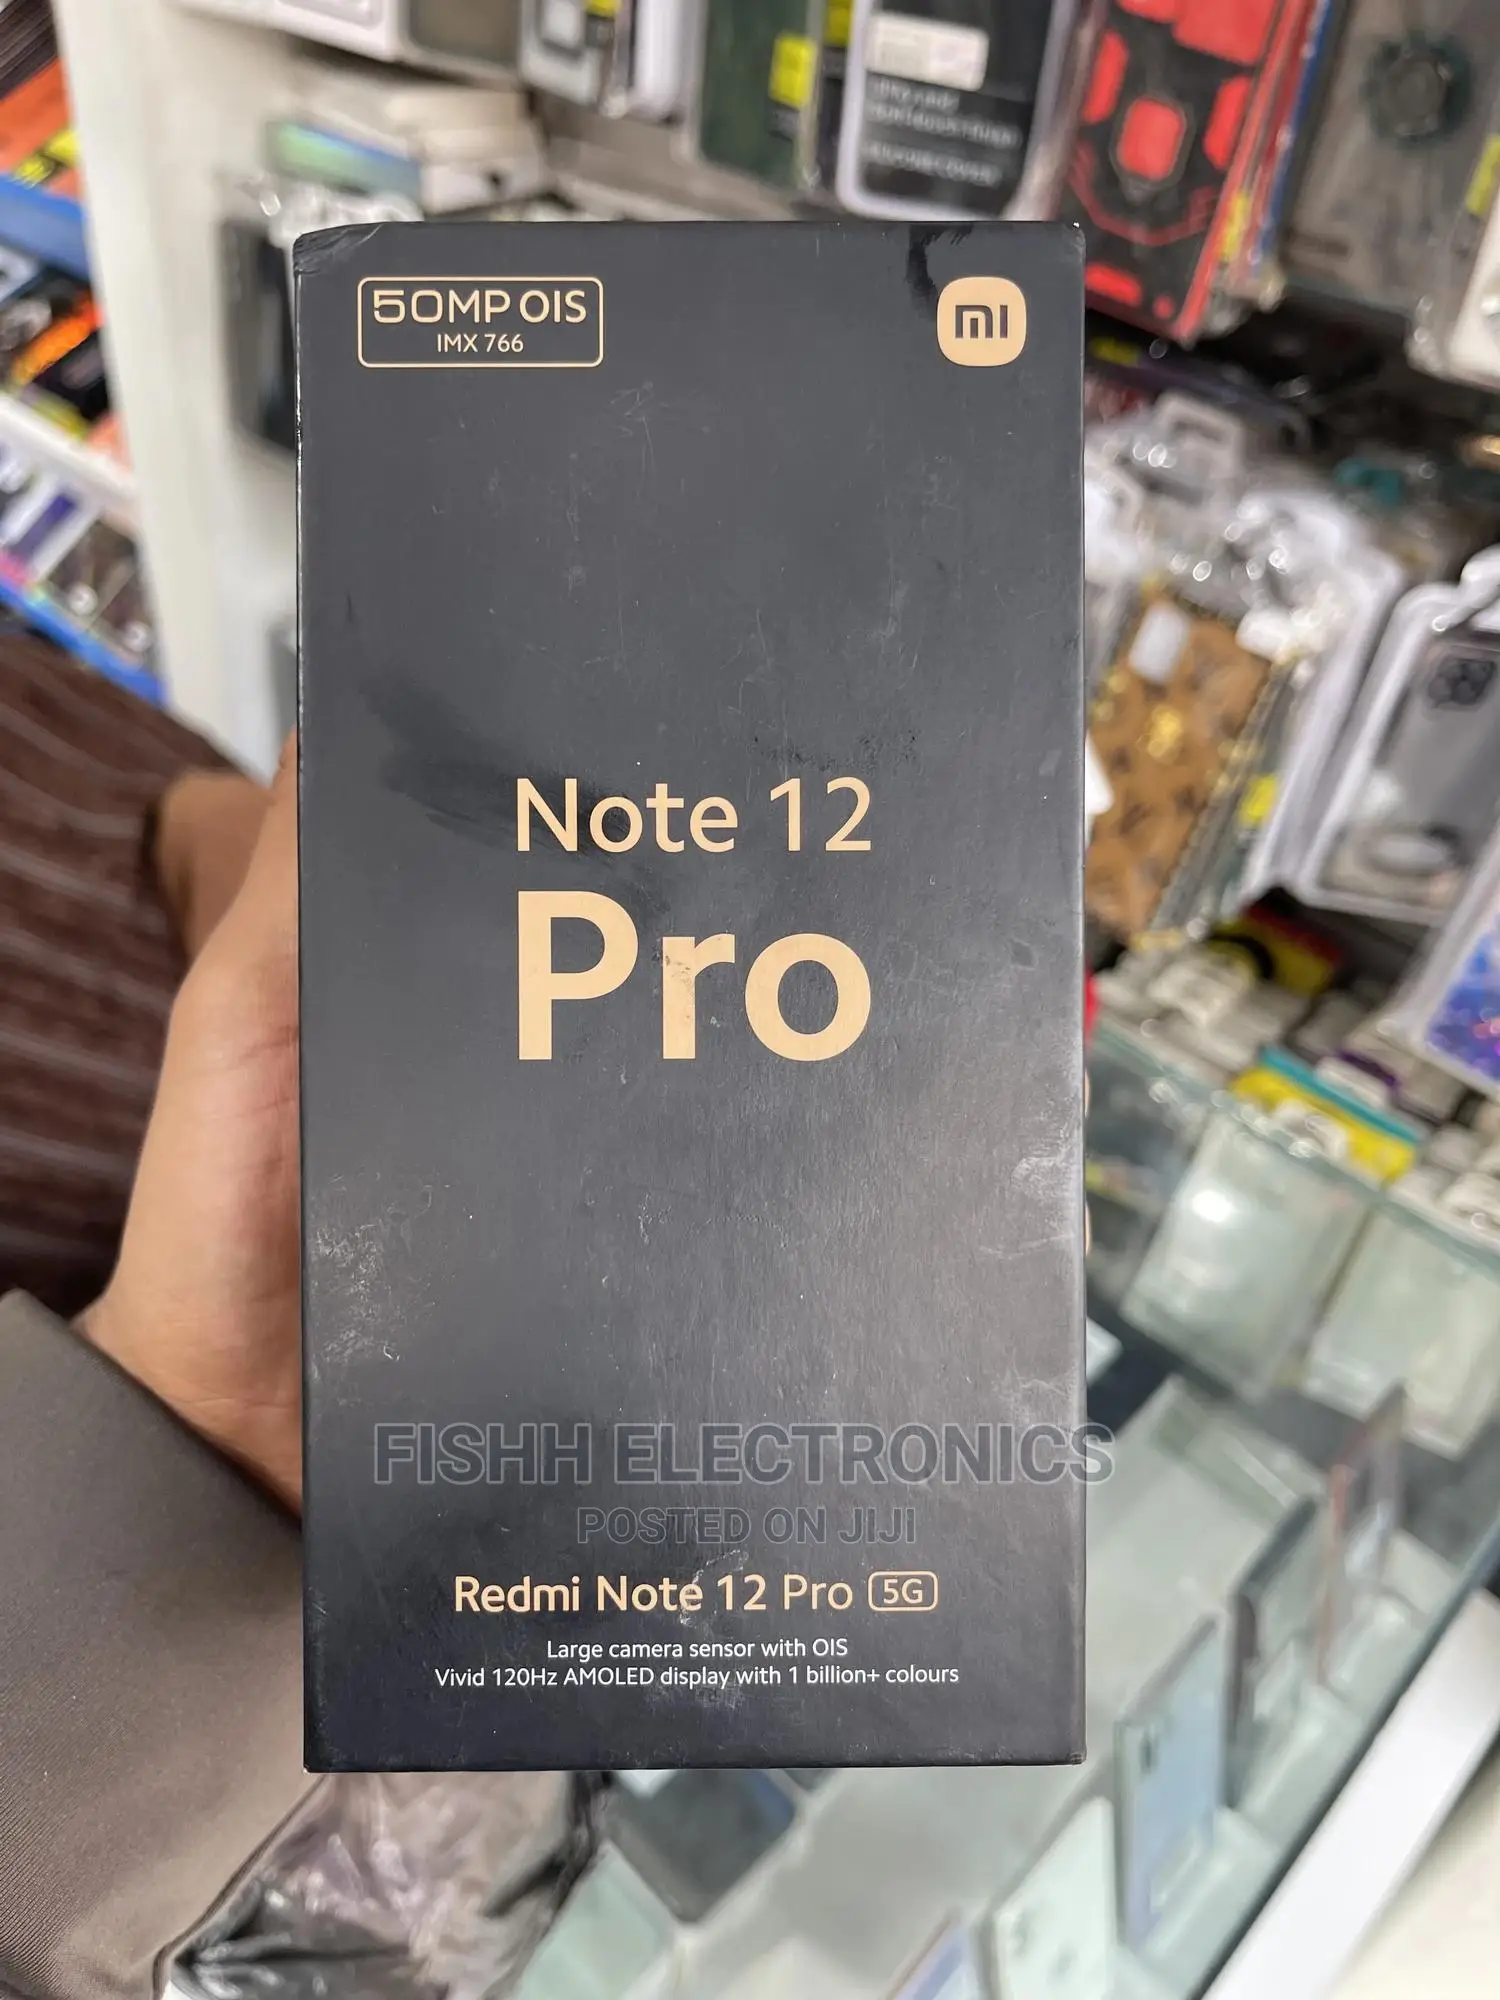 50MP OIS
IMX 766
mi
Note 12
Pro
FISHH ELECTRONICS
POSTED ON JIJI
Redmi Note 12 Pro 5G
Large camera sensor with OIS
Vivid 120Hz AMOLED display with 1 billion+ colours